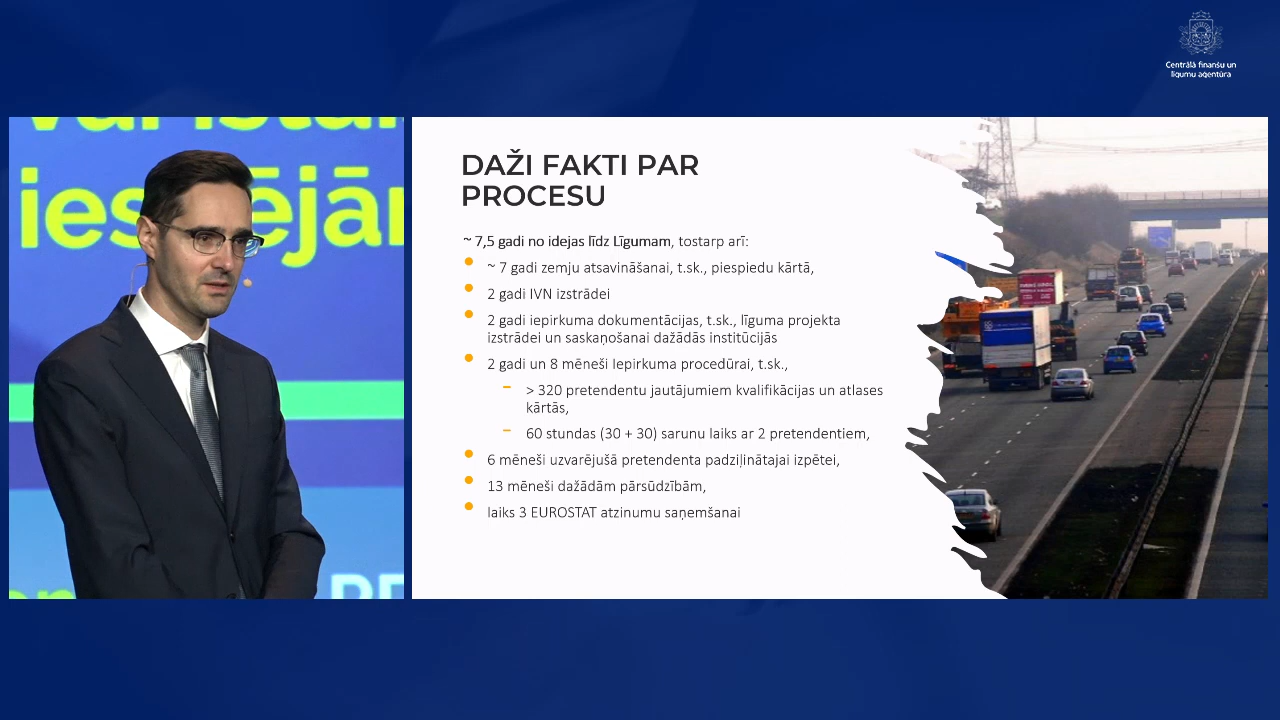 Centrālā finanšu un
līgumu aģentūra
DAŽI FAKTI PAR
PROCESU
~ 7,5 gadi no idejas līdz Līgumam, tostarp arī:
~ 7 gadi zemju atsavināšanai, t.sk., piespiedu kārtā,
2 gadi IVN izstrādei
2 gadi iepirkuma dokumentācijas, t.sk., līguma projekta
izstrādei un saskaņošanai dažādās institūcijās
2 gadi un 8 mēneši Iepirkuma procedūrai, t.sk.,
- > 320 pretendentu jautājumiem kvalifikācijas un atlases
kārtās,
- 60 stundas (30 + 30) sarunu laiks ar 2 pretendentiem,
6 mēneši uzvarējušā pretendenta padziļinātajai izpētei,
13 mēneši dažādām pārsūdzībām,
laiks 3 EUROSTAT atzinumu saņemšanai